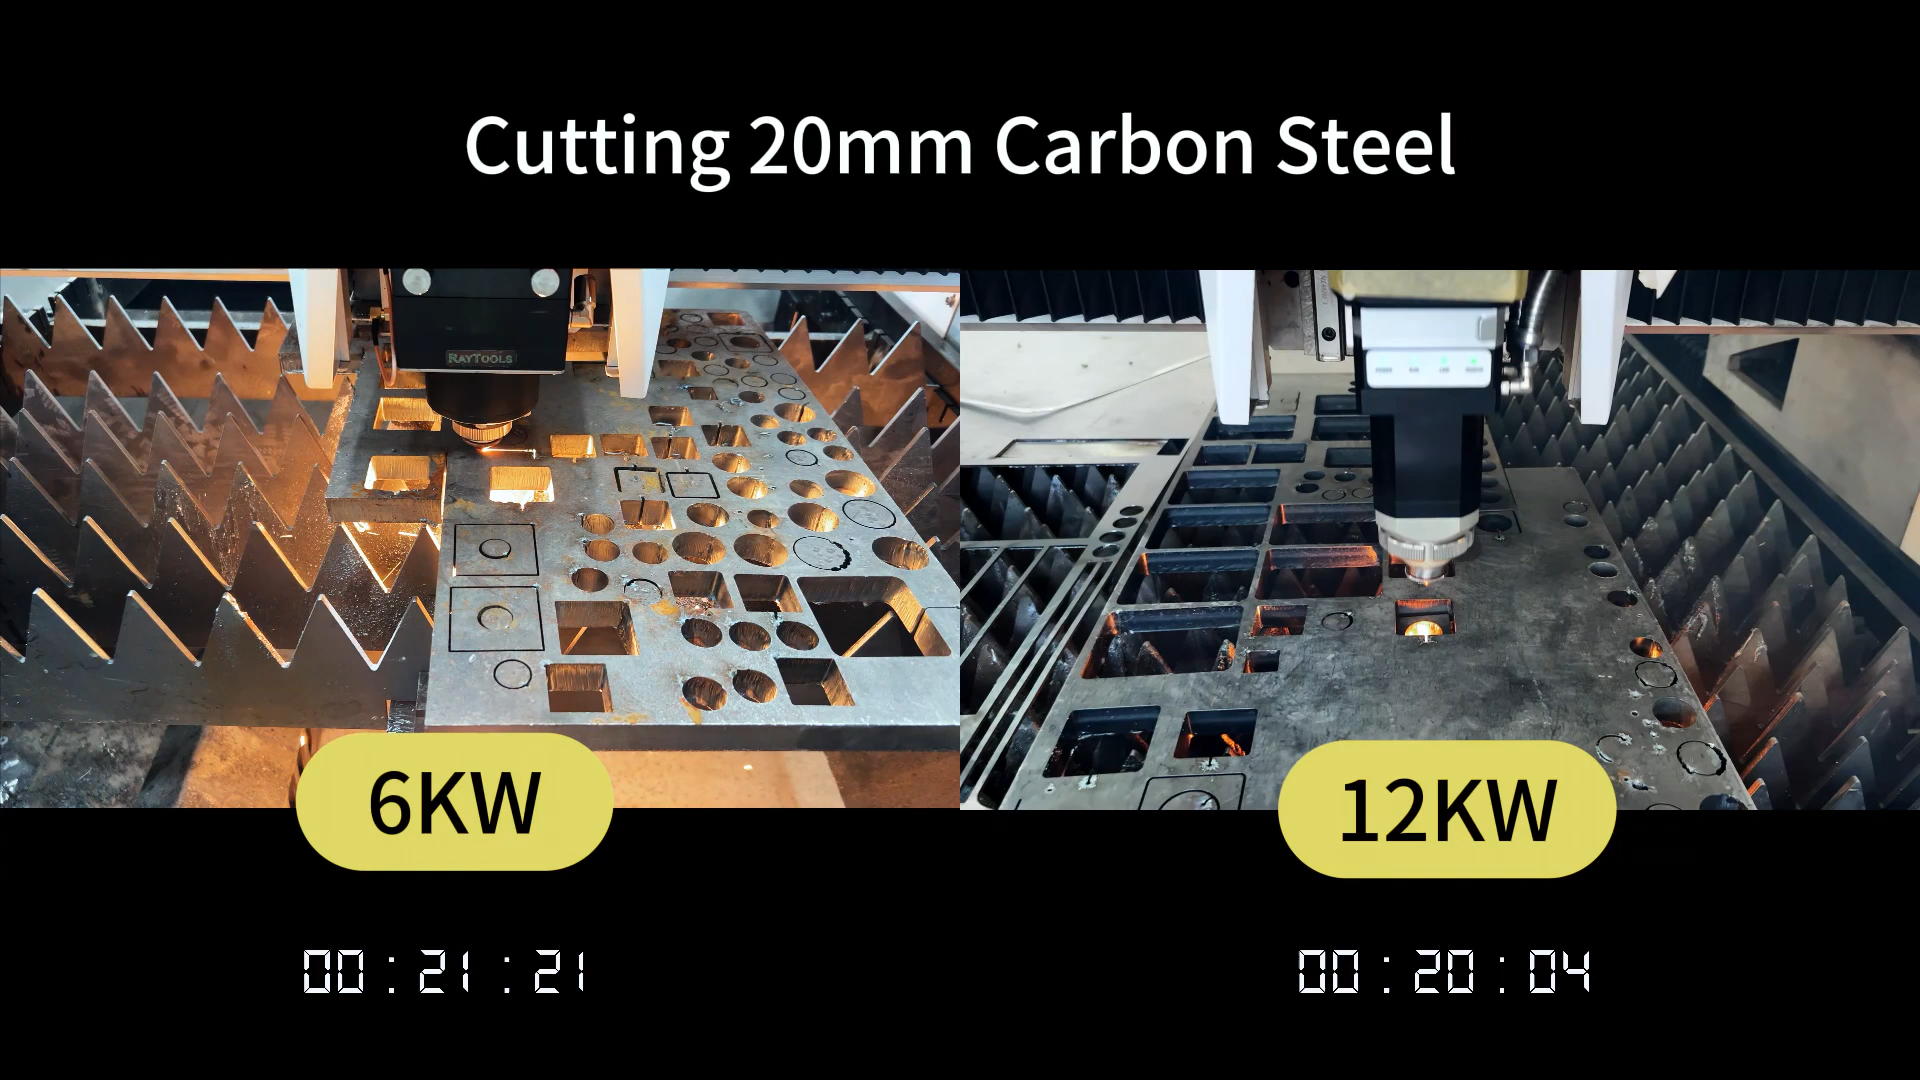 Cutting 20mm Carbon Steel
RAYTOOLS
6KW
12KW
00:21:21
00:20:04